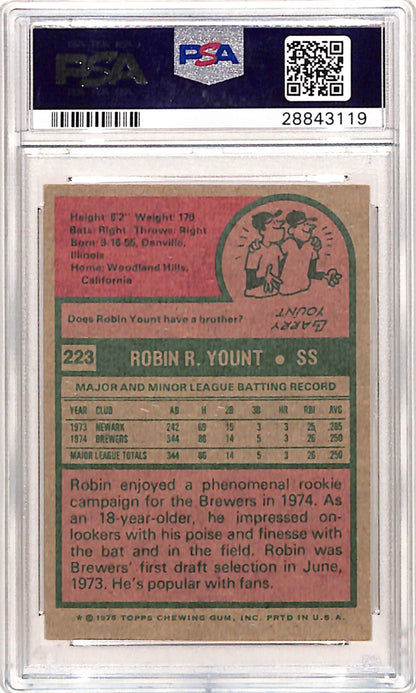 PSA
PSA
28843119
Height: 6'2" Weight: 170
Bats: Right Throws: Right
Born: 9-16-55, Danville,
Illinois
Home: Woodland Hills,
California
Does Robin Yount have a brother?
LARRY
YOUNT
223 ROBIN R. YOUNT • SS
MAJOR AND MINOR LEAGUE BATTING RECORD
YEAR CLUB AB H 2B 3B HR RBI AVG
1973 NEWARK 242 69 15 3 3 25 .285
1974 BREWERS 344 86 14 5 3 26 .250
MAJOR LEAGUE TOTALS 344 86 14 5 3 26 .250
Robin enjoyed a phenomenal rookie
campaign for the Brewers in 1974. As
an 18-year-older, he impressed on-
lookers with his poise and finesse with
the bat and in the field. Robin was
Brewers' first draft selection in June,
1973. He's popular with fans.
* © 1975 TOPPS CHEWING GUM, INC. PRTD IN U.S.A.